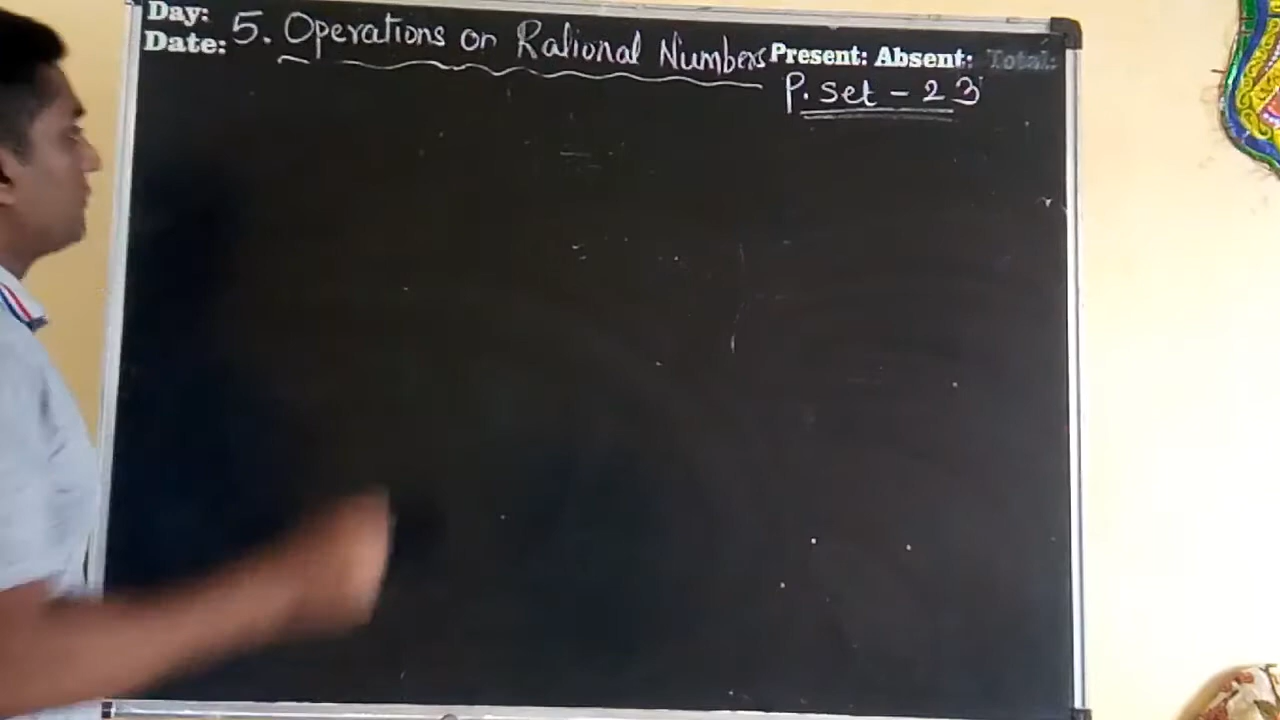 Day:
Date:
5. Operations on Rational Numbers
Present: Absent: Total:
P. Set - 23